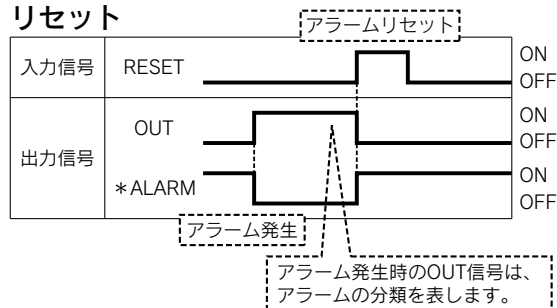 リセット
アラームリセット
入力信号 RESET ON
OFF
出力信号 OUT ON
OFF
＊ALARM ON
OFF
アラーム発生
アラーム発生時のOUT信号は、
アラームの分類を表します。